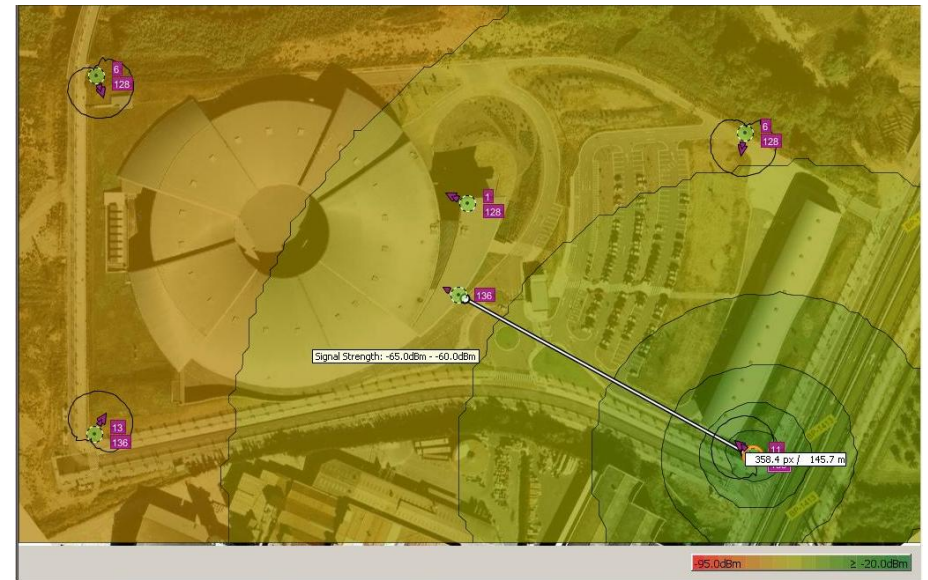 6
128
6
128
1
128
136
Signal Strength: -65.0dBm - -60.0dBm
13
136
11
358.4 px / 145.7 m
-95.0dBm
≥ -20.0dBm